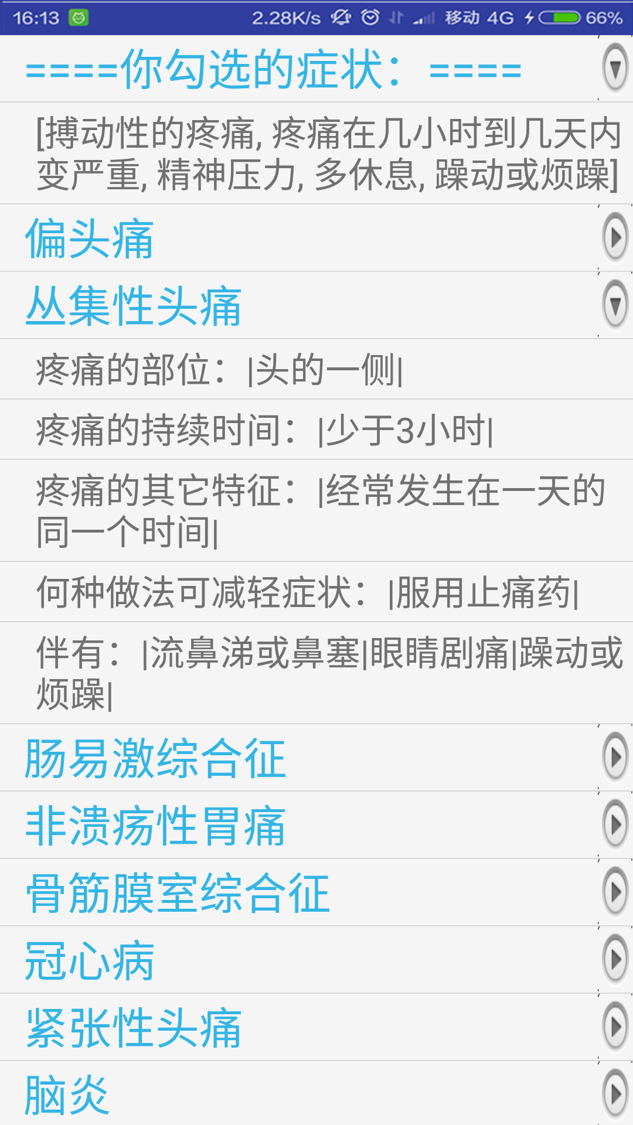 16:13 2.28K/s 移动 4G 66%
====你勾选的症状：====
[搏动性的疼痛, 疼痛在几小时到几天内
变严重, 精神压力, 多休息, 躁动或烦躁]
偏头痛
丛集性头痛
疼痛的部位：|头的一侧|
疼痛的持续时间：|少于3小时|
疼痛的其它特征：|经常发生在一天的
同一个时间|
何种做法可减轻症状：|服用止痛药|
伴有：|流鼻涕或鼻塞|眼睛剧痛|躁动或
烦躁|
肠易激综合征
非溃疡性胃痛
骨筋膜室综合征
冠心病
紧张性头痛
脑炎